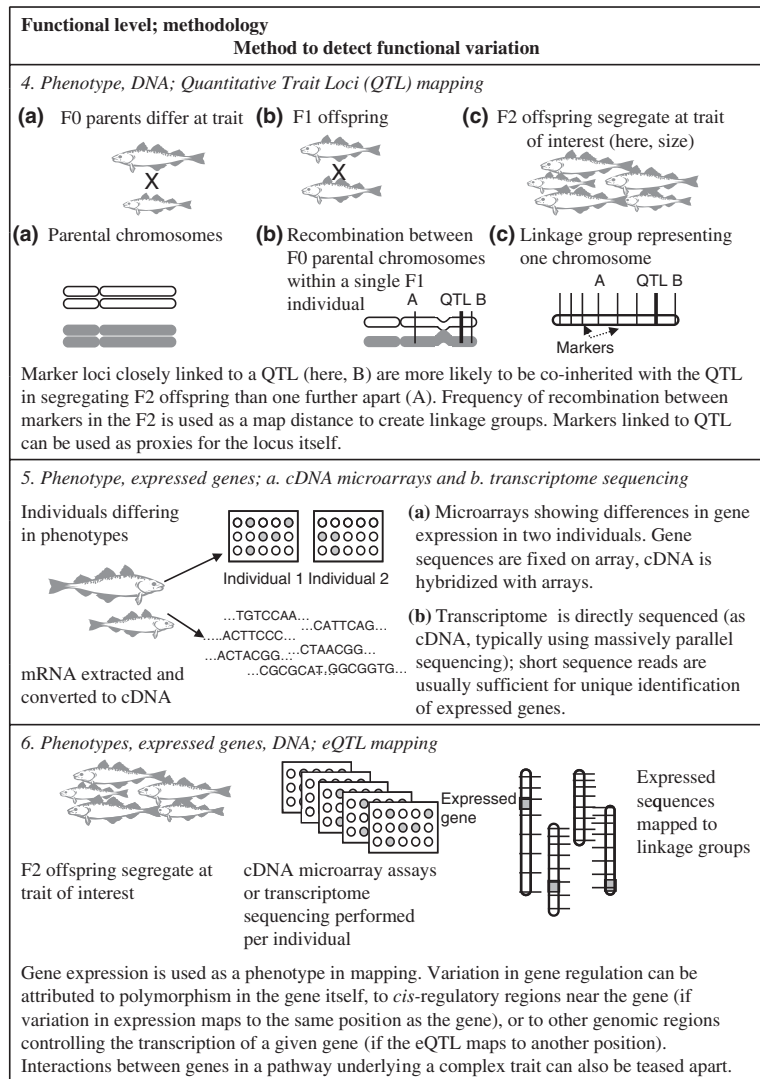 Functional level; methodology
Method to detect functional variation
4. Phenotype, DNA; Quantitative Trait Loci (QTL) mapping
(a) F0 parents differ at trait
X
(b) F1 offspring
X
(c) F2 offspring segregate at trait
of interest (here, size)
(a) Parental chromosomes
(b) Recombination between
F0 parental chromosomes
within a single F1
individual
A QTL B
(c) Linkage group representing
one chromosome
A QTL B
Markers
Marker loci closely linked to a QTL (here, B) are more likely to be co-inherited with the QTL
in segregating F2 offspring than one further apart (A). Frequency of recombination between
markers in the F2 is used as a map distance to create linkage groups. Markers linked to QTL
can be used as proxies for the locus itself.
5. Phenotype, expressed genes; a. cDNA microarrays and b. transcriptome sequencing
Individuals differing
in phenotypes
Individual 1 Individual 2
…TGTCCAA…
…CATTCAG…
…..ACTTCCC…
…CTAACGG…
…ACTACGG…
…CGCGCAT…
…GGCGGTG…
mRNA extracted and
converted to cDNA
(a) Microarrays showing differences in gene
expression in two individuals. Gene
sequences are fixed on array, cDNA is
hybridized with arrays.
(b) Transcriptome is directly sequenced (as
cDNA, typically using massively parallel
sequencing); short sequence reads are
usually sufficient for unique identification
of expressed genes.
6. Phenotypes, expressed genes, DNA; eQTL mapping
F2 offspring segregate at
trait of interest
cDNA microarray assays
or transcriptome
sequencing performed
per individual
Expressed
gene
Expressed
sequences
mapped to
linkage groups
Gene expression is used as a phenotype in mapping. Variation in gene regulation can be
attributed to polymorphism in the gene itself, to cis-regulatory regions near the gene (if
variation in expression maps to the same position as the gene), or to other genomic regions
controlling the transcription of a given gene (if the eQTL maps to another position).
Interactions between genes in a pathway underlying a complex trait can also be teased apart.